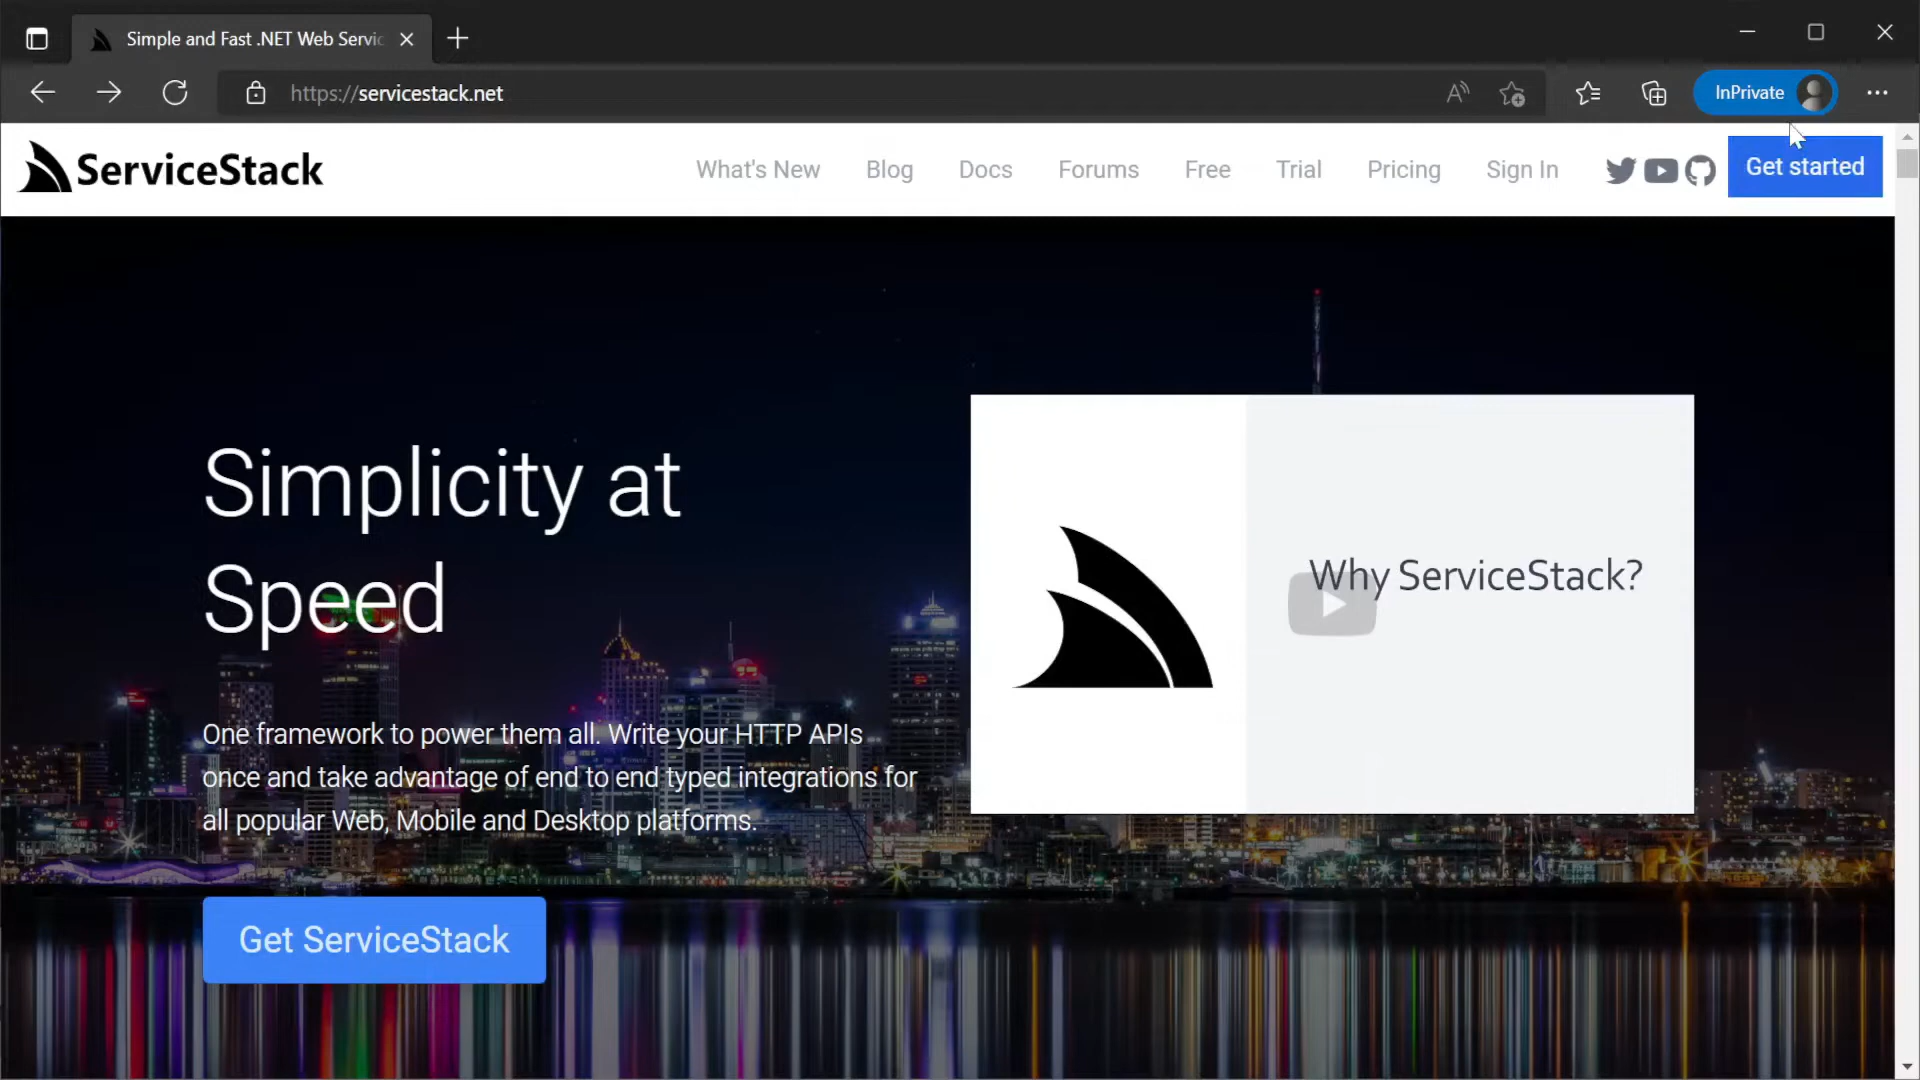 Simple and Fast .NET Web Servic
https://servicestack.net
InPrivate
ServiceStack
What's New
Blog
Docs
Forums
Free
Trial
Pricing
Sign In
Get started
Simplicity at
Speed
Why ServiceStack?
One framework to power them all. Write your HTTP APIs
once and take advantage of end to end typed integrations for
all popular Web, Mobile and Desktop platforms.
Get ServiceStack